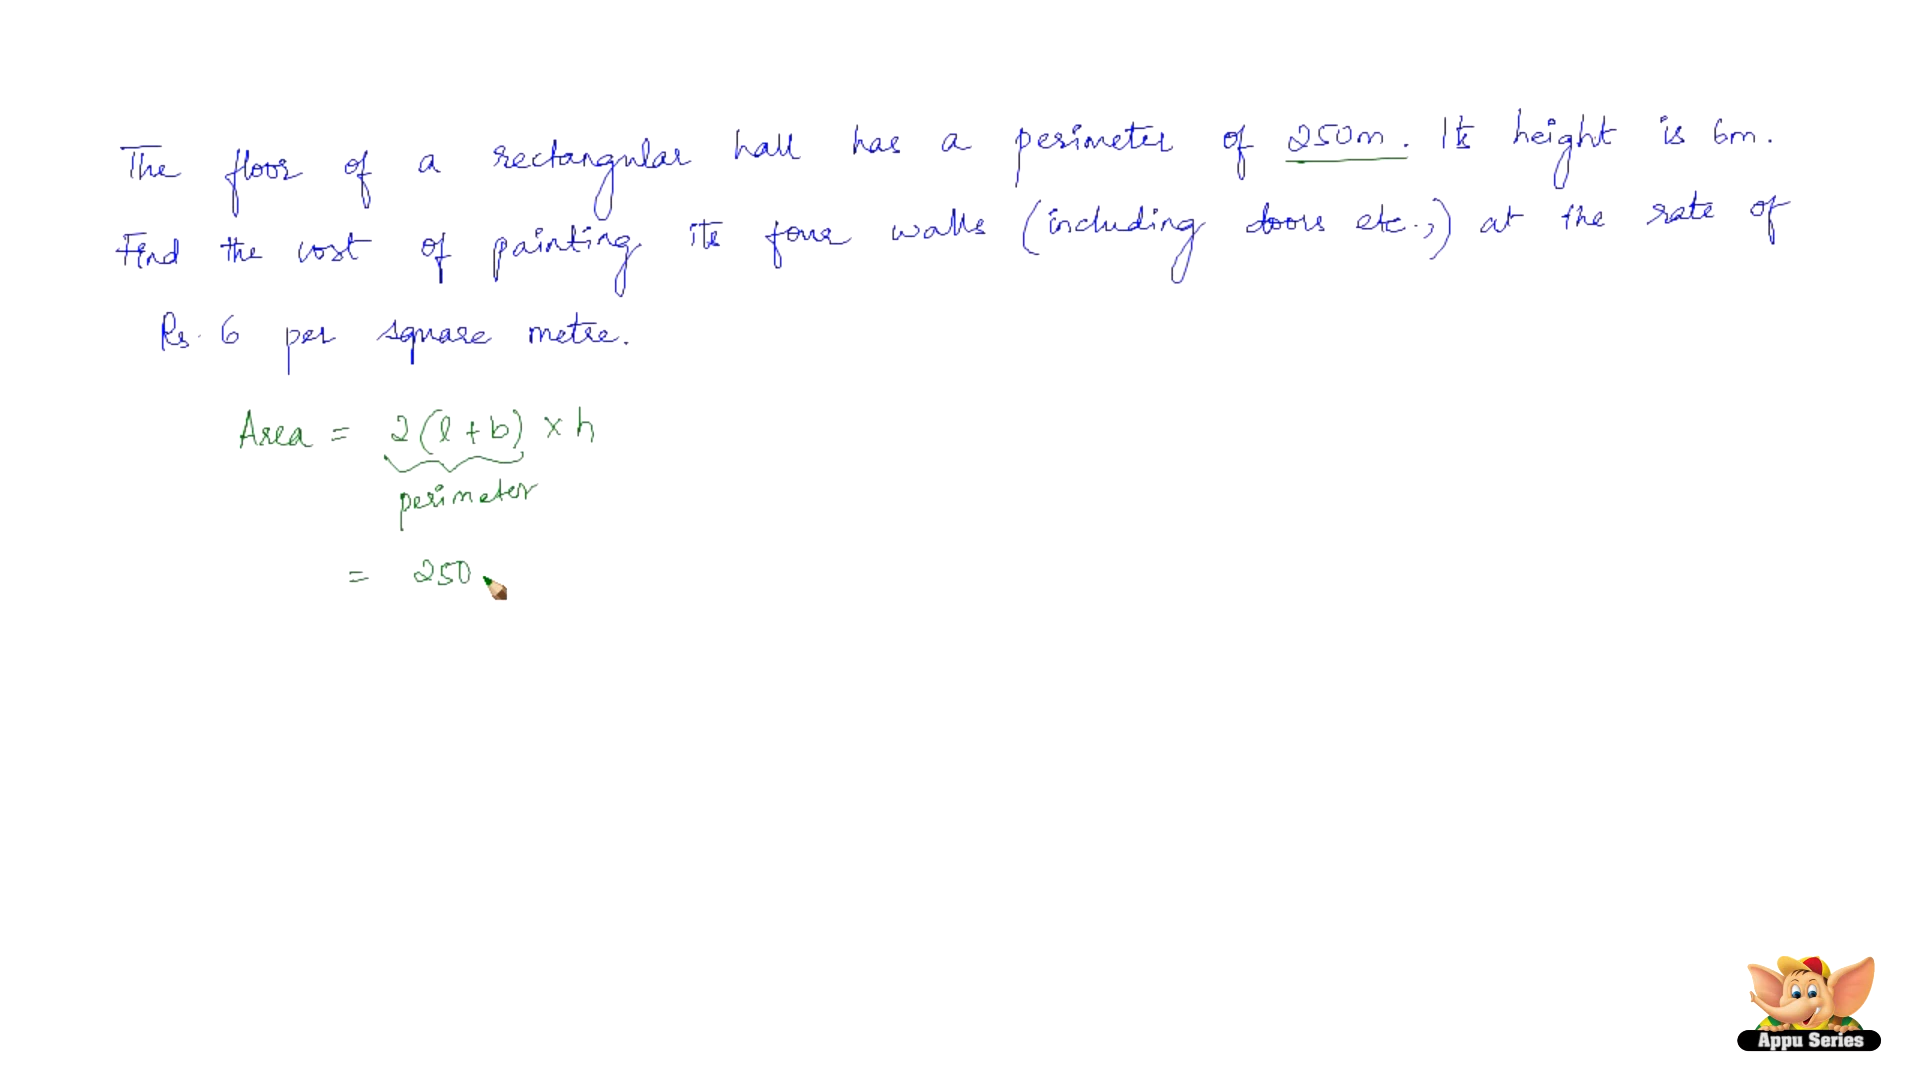 The floor of a rectangular hall has a perimeter of 250m. Its height is 6m.
Find the cost of painting its four walls (including doors etc.,) at the rate of
Rs. 6 per square metre.
Area = 2(l+b) × h
perimeter
= 250
Appu Series